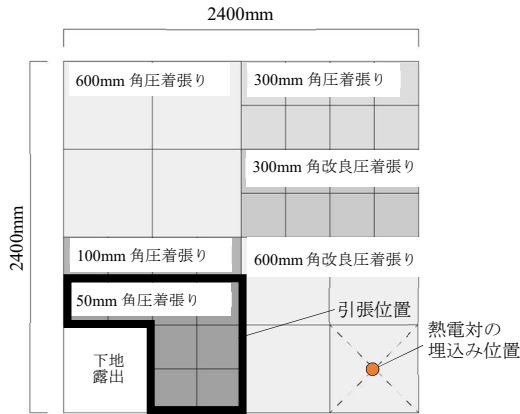 2400mm
2400mm
600mm 角圧着張り
300mm 角圧着張り
300mm 角改良圧着張り
100mm 角圧着張り
600mm 角改良圧着張り
50mm 角圧着張り
引張位置
熱電対の
埋込み位置
下地
露出